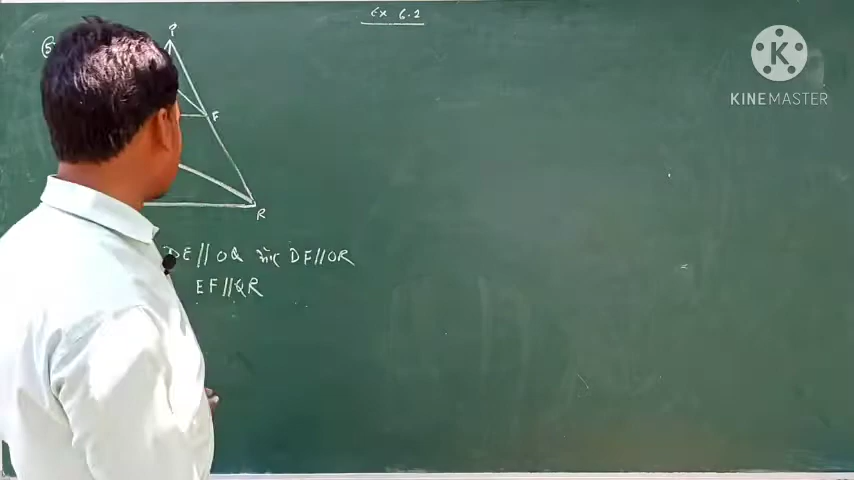 Ex 6.2
(5
P
F
R
DE//OQ और DF//OR
EF//QR
KINEMASTER